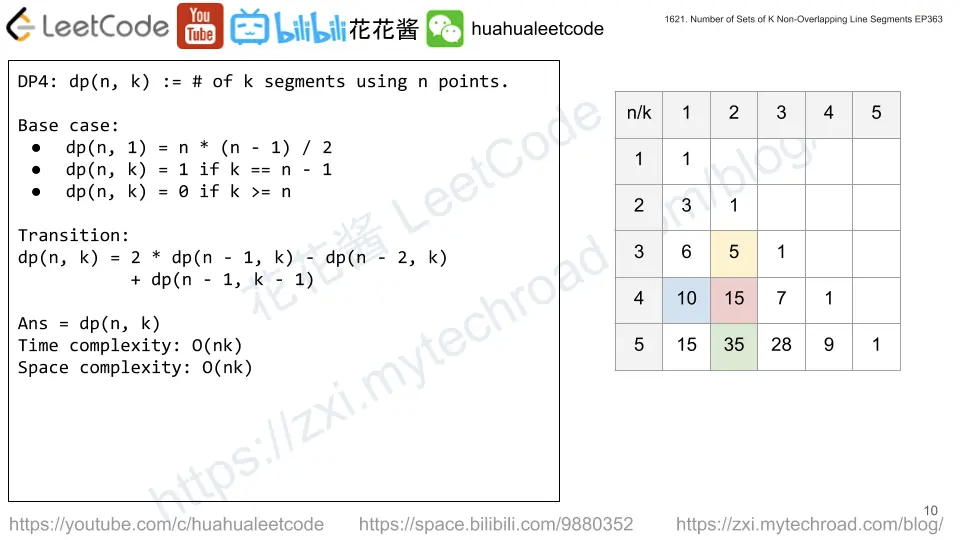 LeetCode You Tube bilibili 花花酱 huahualeetcode
1621. Number of Sets of K Non-Overlapping Line Segments EP363
DP4: dp(n, k) := # of k segments using n points.
Base case:
● dp(n, 1) = n * (n - 1) / 2
● dp(n, k) = 1 if k == n - 1
● dp(n, k) = 0 if k >= n
Transition:
dp(n, k) = 2 * dp(n - 1, k) - dp(n - 2, k)
+ dp(n - 1, k - 1)
Ans = dp(n, k)
Time complexity: O(nk)
Space complexity: O(nk)
n/k 1 2 3 4 5
1 1
2 3 1
3 6 5 1
4 10 15 7 1
5 15 35 28 9 1
花花酱 LeetCode
https://zxi.mytechroad.com/blog/
10
https://youtube.com/c/huahualeetcode https://space.bilibili.com/9880352 https://zxi.mytechroad.com/blog/